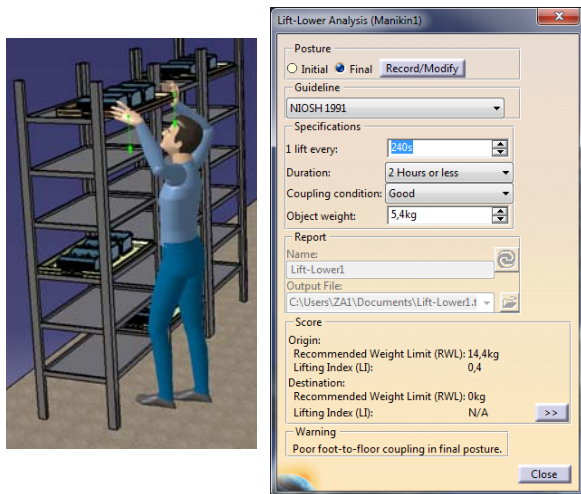 Lift-Lower Analysis (Manikin1)
Posture
Initial Final Record/Modify
Guideline
NIOSH 1991
Specifications
1 lift every: 240s
Duration: 2 Hours or less
Coupling condition: Good
Object weight: 5,4kg
Report
Name:
Lift-Lower1
Output File:
C:\Users\ZA1\Documents\Lift-Lower1.t
Score
Origin:
Recommended Weight Limit (RWL): 14,4kg
Lifting Index (LI): 0,4
Destination:
Recommended Weight Limit (RWL): 0kg
Lifting Index (LI): N/A >>
Warning
Poor foot-to-floor coupling in final posture.
Close